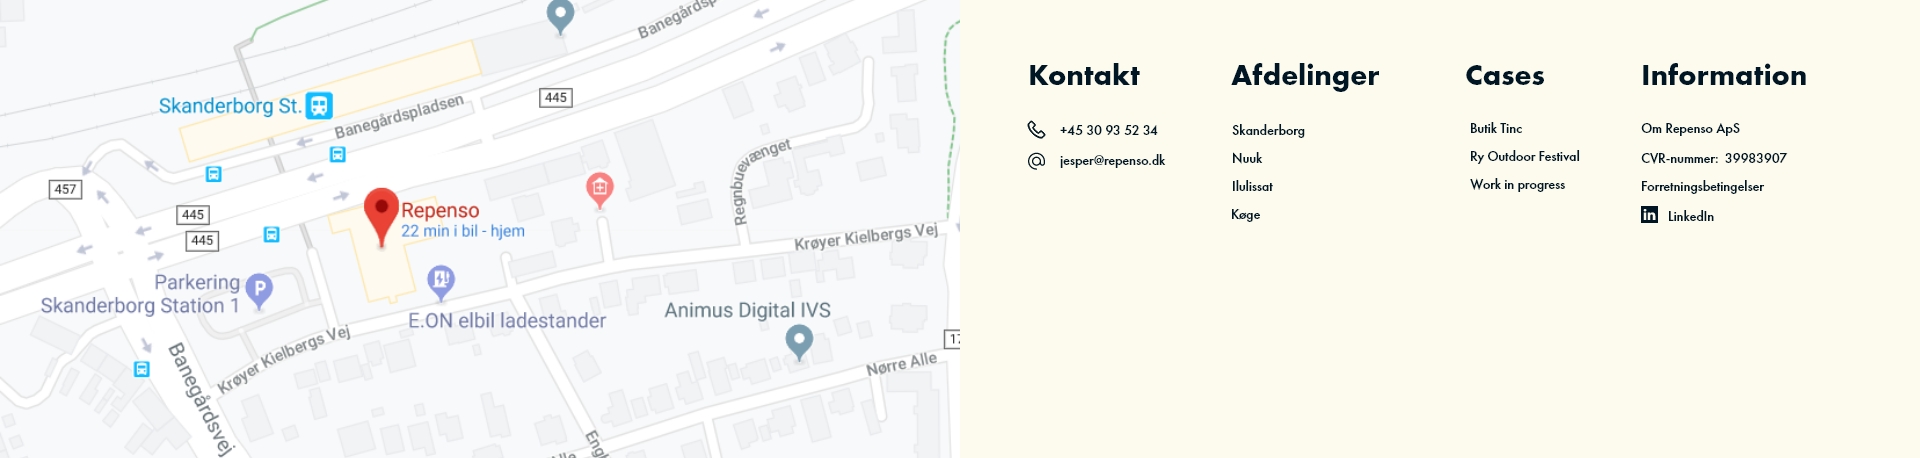 Banegårdsp
Skanderborg St.
445
Banegårdspladsen
Regnbuevænget
457
445
Repenso
22 min i bil - hjem
445
Krøyer Kielbergs Vej
Parkering
Skanderborg Station 1
P
E.ON elbil ladestander
Animus Digital IVS
17
Krøyer Kielbergs Vej
Banegårdsvej
Nørre Alle
Engh
Alle
Kontakt
+45 30 93 52 34
jesper@repenso.dk
Afdelinger
Skanderborg
Nuuk
Ilulissat
Køge
Cases
Butik Tinc
Ry Outdoor Festival
Work in progress
Information
Om Repenso ApS
CVR-nummer: 39983907
Forretningsbetingelser
in LinkedIn